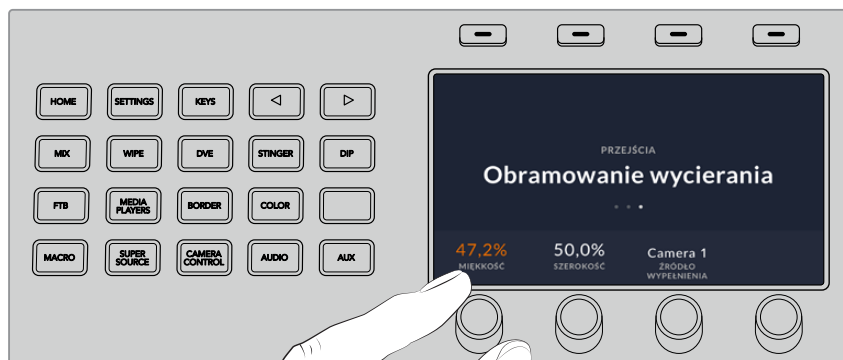 HOME SETTINGS KEYS
MIX WIPE DVE STINGER DIP
FTB MEDIA PLAYERS BORDER COLOR
MACRO SUPER SOURCE CAMERA CONTROL AUDIO AUX
PRZEJŚCIA
Obramowanie wycierania
47,2% 50,0% Camera 1
MIĘKKOŚĆ SZEROKOŚĆ ŹRÓDŁO
WYPEŁNIENIA